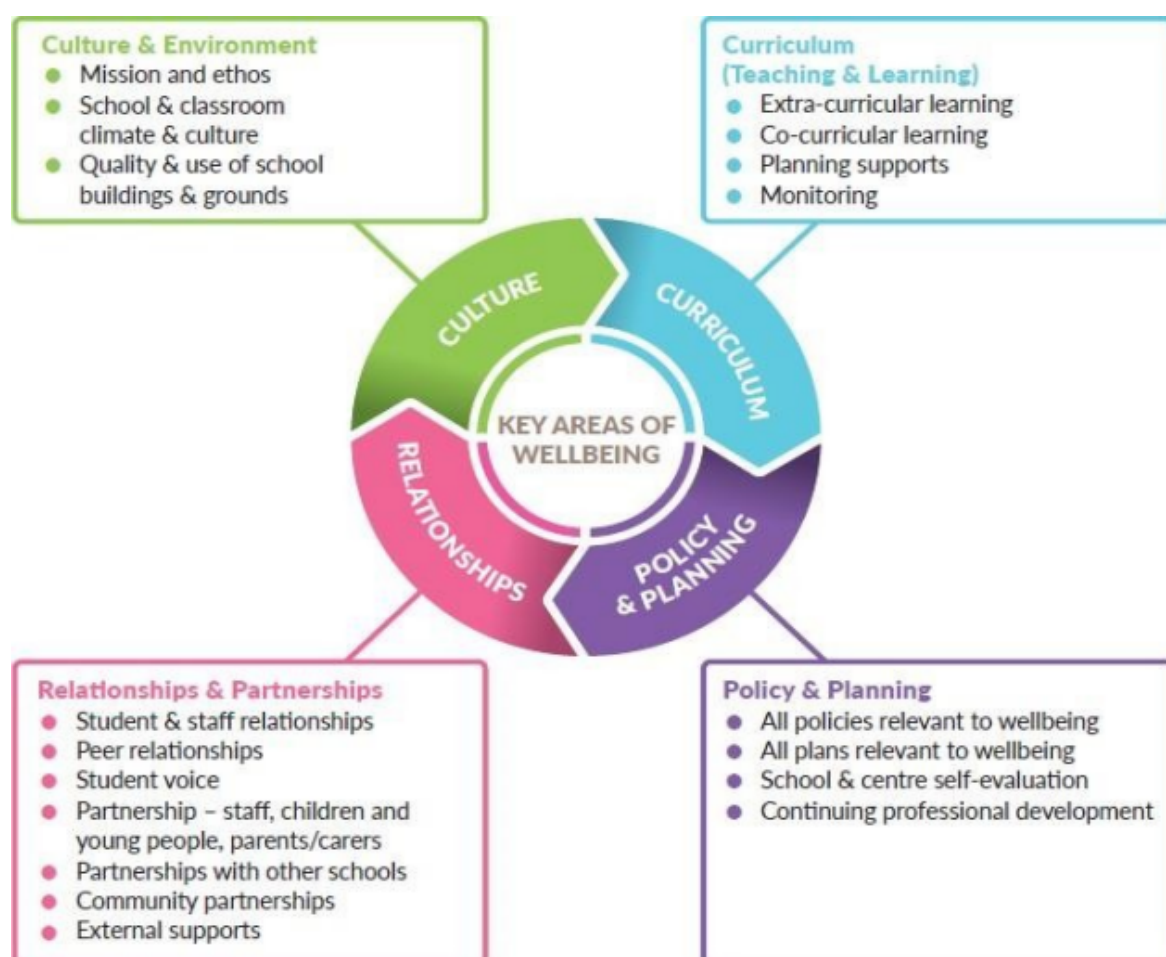 Culture & Environment
Mission and ethos
School & classroom
climate & culture
Quality & use of school
buildings & grounds
Curriculum
(Teaching & Learning)
Extra-curricular learning
Co-curricular learning
Planning supports
Monitoring
CULTURE
CURRICULUM
KEY AREAS OF
WELLBEING
RELATIONSHIPS
POLICY
& PLANNING
Relationships & Partnerships
Student & staff relationships
Peer relationships
Student voice
Partnership – staff, children and
young people, parents/carers
Partnerships with other schools
Community partnerships
External supports
Policy & Planning
All policies relevant to wellbeing
All plans relevant to wellbeing
School & centre self-evaluation
Continuing professional development